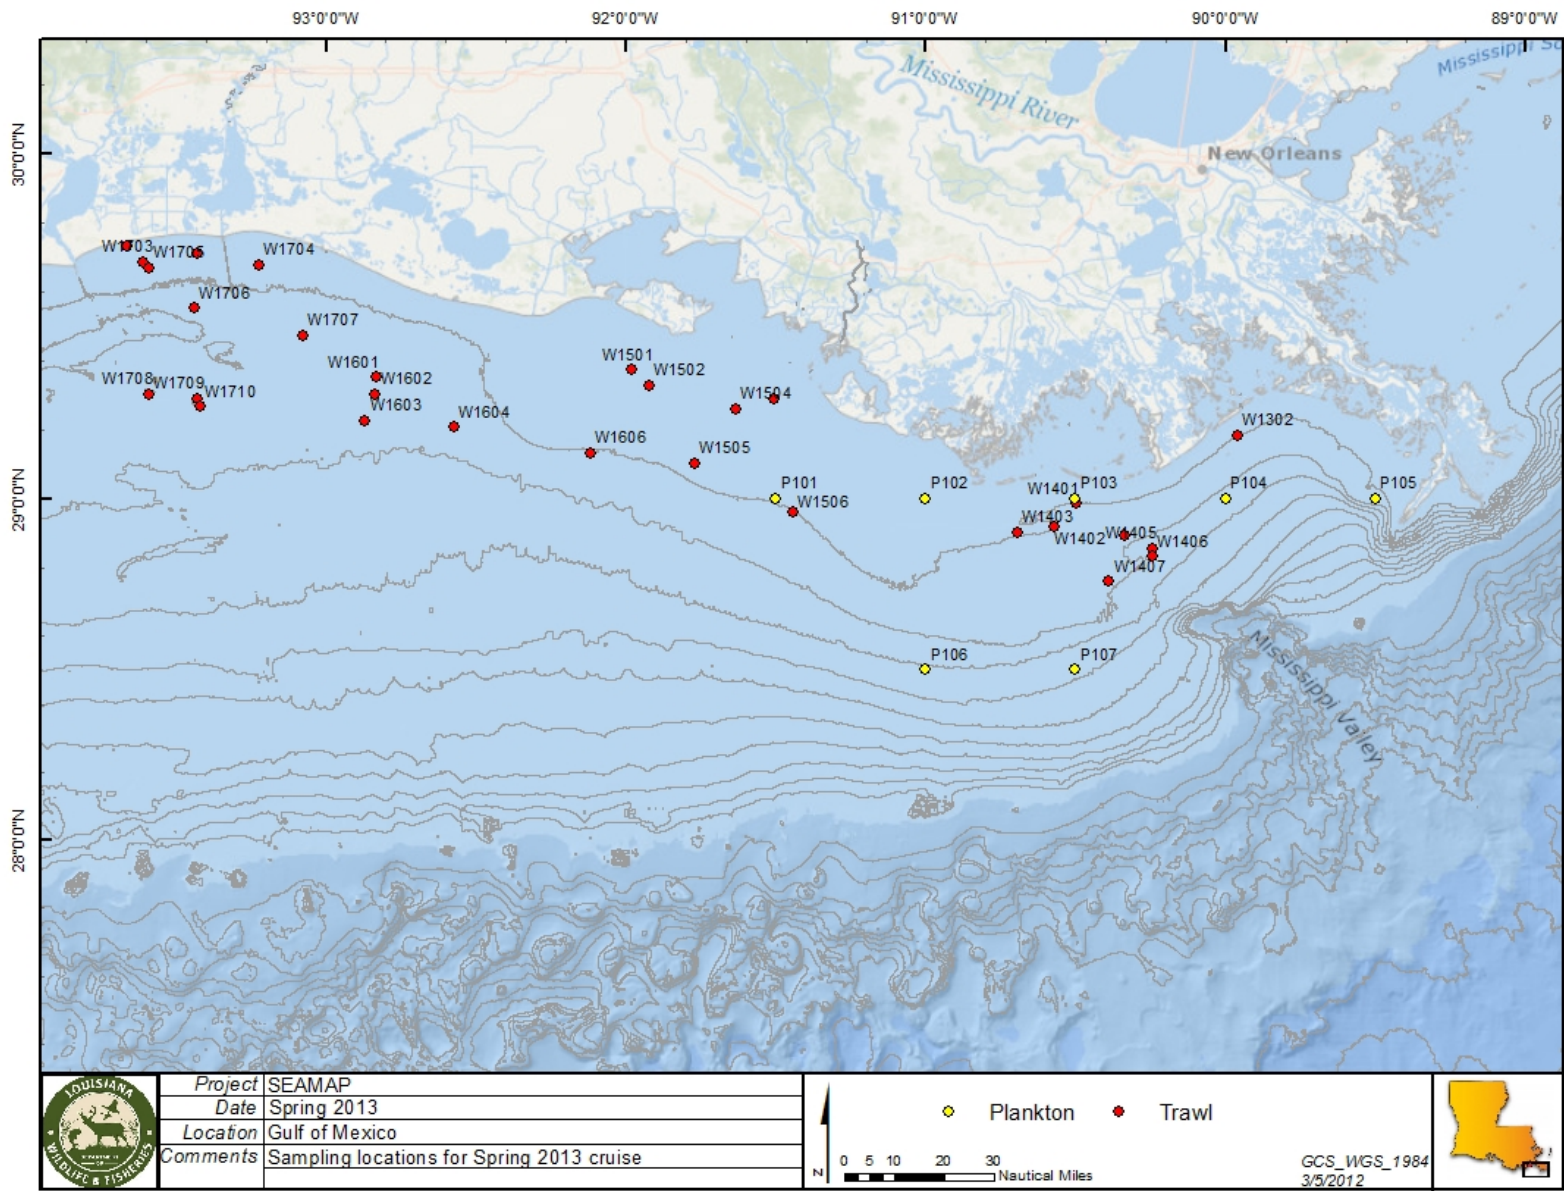 93°0'0"W 92°0'0"W 91°0'0"W 90°0'0"W 89°0'0"W
30°0'0"N
29°0'0"N
28°0'0"N
Mississippi River
New Orleans
W1703 W1705 W1704
W1706
W1707
W1601
W1602
W1708 W1709 W1710
W1603
W1604
W1606
W1501
W1502
W1504
W1505
W1506
W1302
P101 P102 P103 P104 P105
W1401
W1403
W1402
W1405
W1406
W1407
P106 P107
Mississippi Valley
LOUISIANA
WILDLIFE & FISHERIES
Project SEAMAP
Date Spring 2013
Location Gulf of Mexico
Comments Sampling locations for Spring 2013 cruise
N
Plankton Trawl
0 5 10 20 30
Nautical Miles
GCS_WGS_1984
3/5/2012